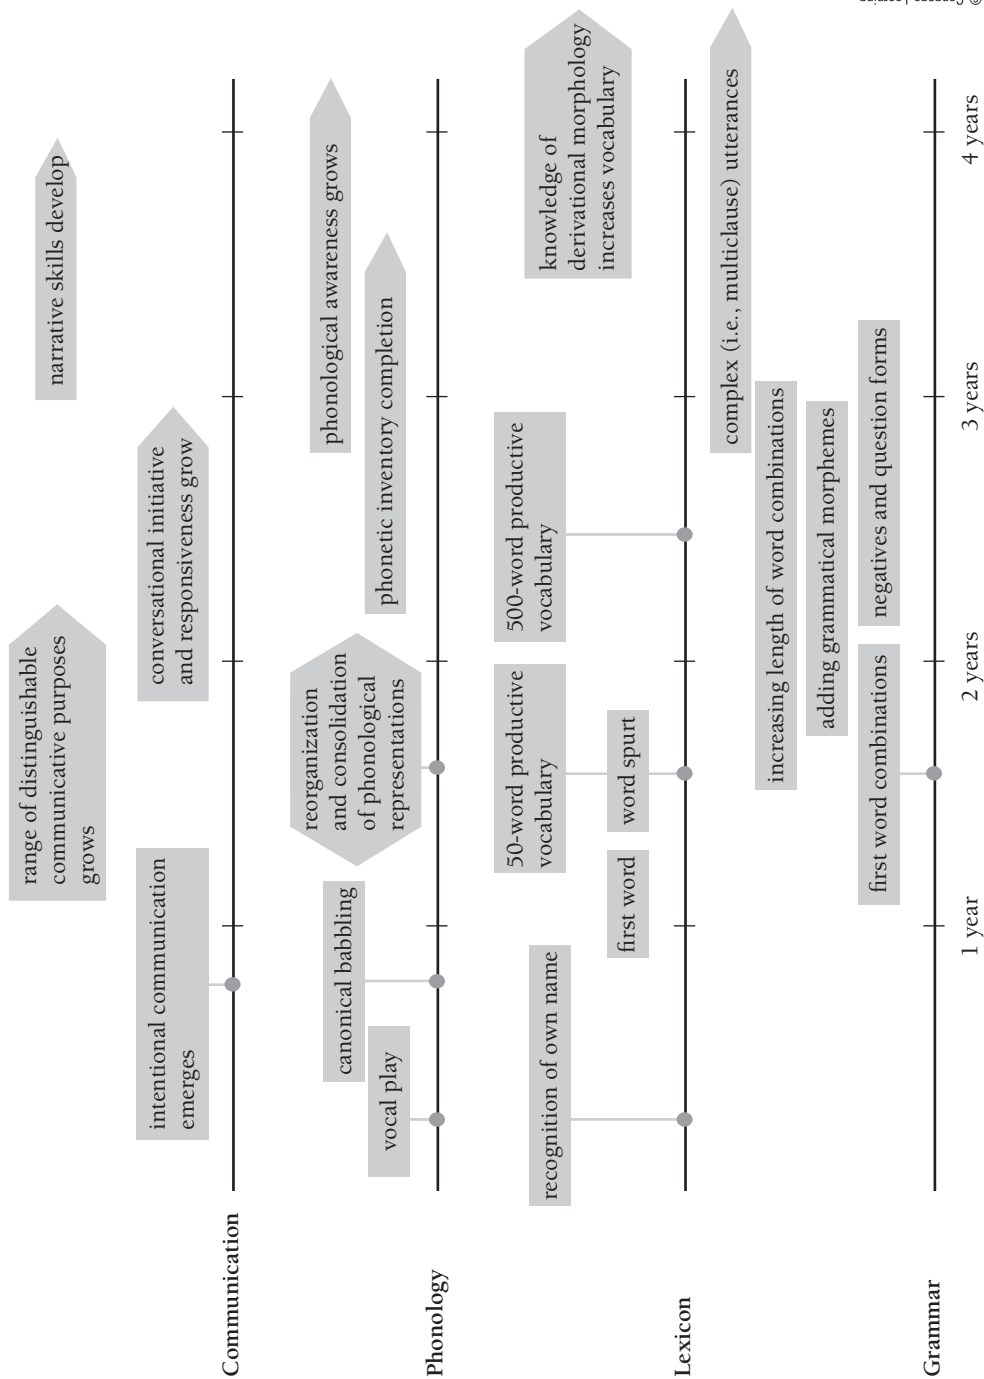 range of distinguishable
communicative purposes
grows
narrative skills develop
intentional communication
emerges
conversational initiative
and responsiveness grow
Communication
reorganization
and consolidation
of phonological
representations
phonological awareness grows
canonical babbling
phonetic inventory completion
vocal play
Phonology
50-word productive
vocabulary
500-word productive
vocabulary
knowledge of
derivational morphology
increases vocabulary
recognition of own name
first word
word spurt
Lexicon
complex (i.e., multiclause) utterances
increasing length of word combinations
adding grammatical morphemes
first word combinations
negatives and question forms
Grammar
1 year
2 years
3 years
4 years
© Cengage Learning